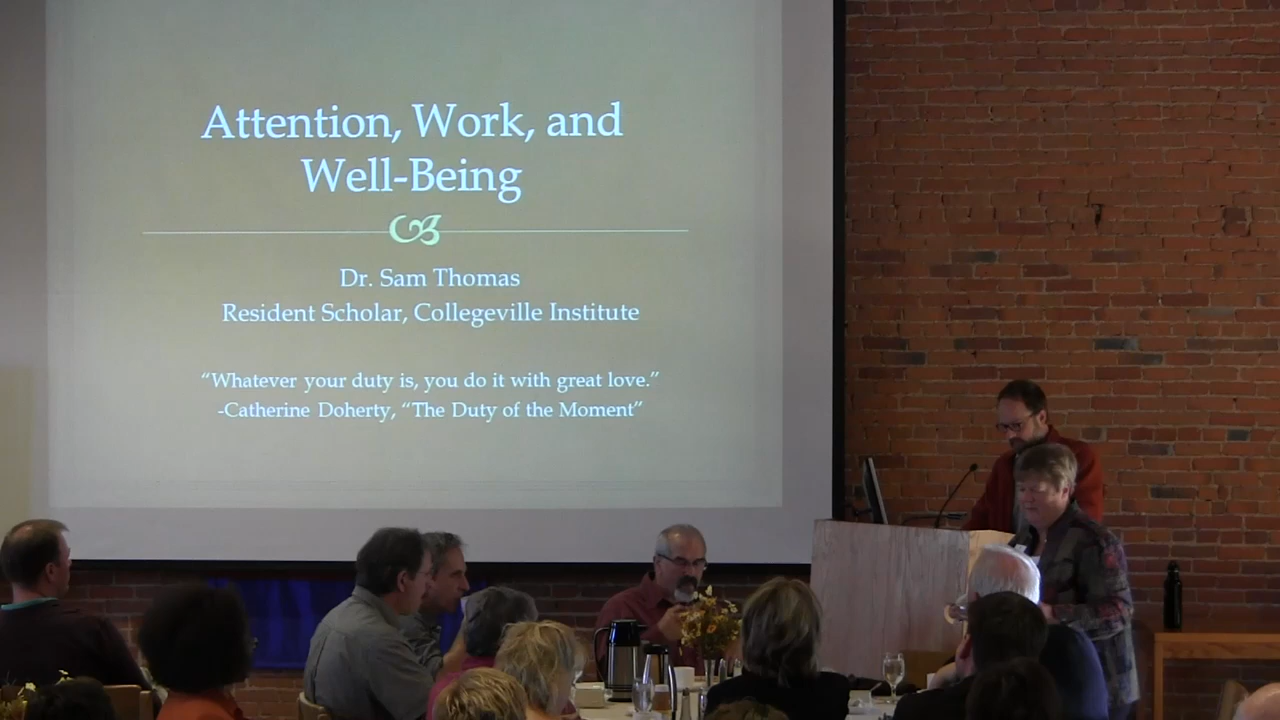 Attention, Work, and
Well-Being
Dr. Sam Thomas
Resident Scholar, Collegeville Institute
“Whatever your duty is, you do it with great love.”
-Catherine Doherty, “The Duty of the Moment”